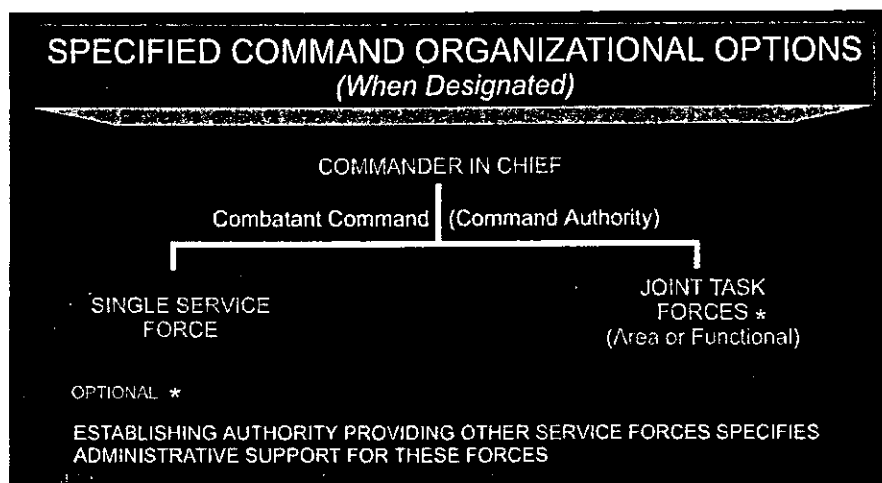 SPECIFIED COMMAND ORGANIZATIONAL OPTIONS
(When Designated)
COMMANDER IN CHIEF
Combatant Command (Command Authority)
SINGLE SERVICE
FORCE
JOINT TASK
FORCES *
(Area or Functional)
OPTIONAL *
ESTABLISHING AUTHORITY PROVIDING OTHER SERVICE FORCES SPECIFIES
ADMINISTRATIVE SUPPORT FOR THESE FORCES